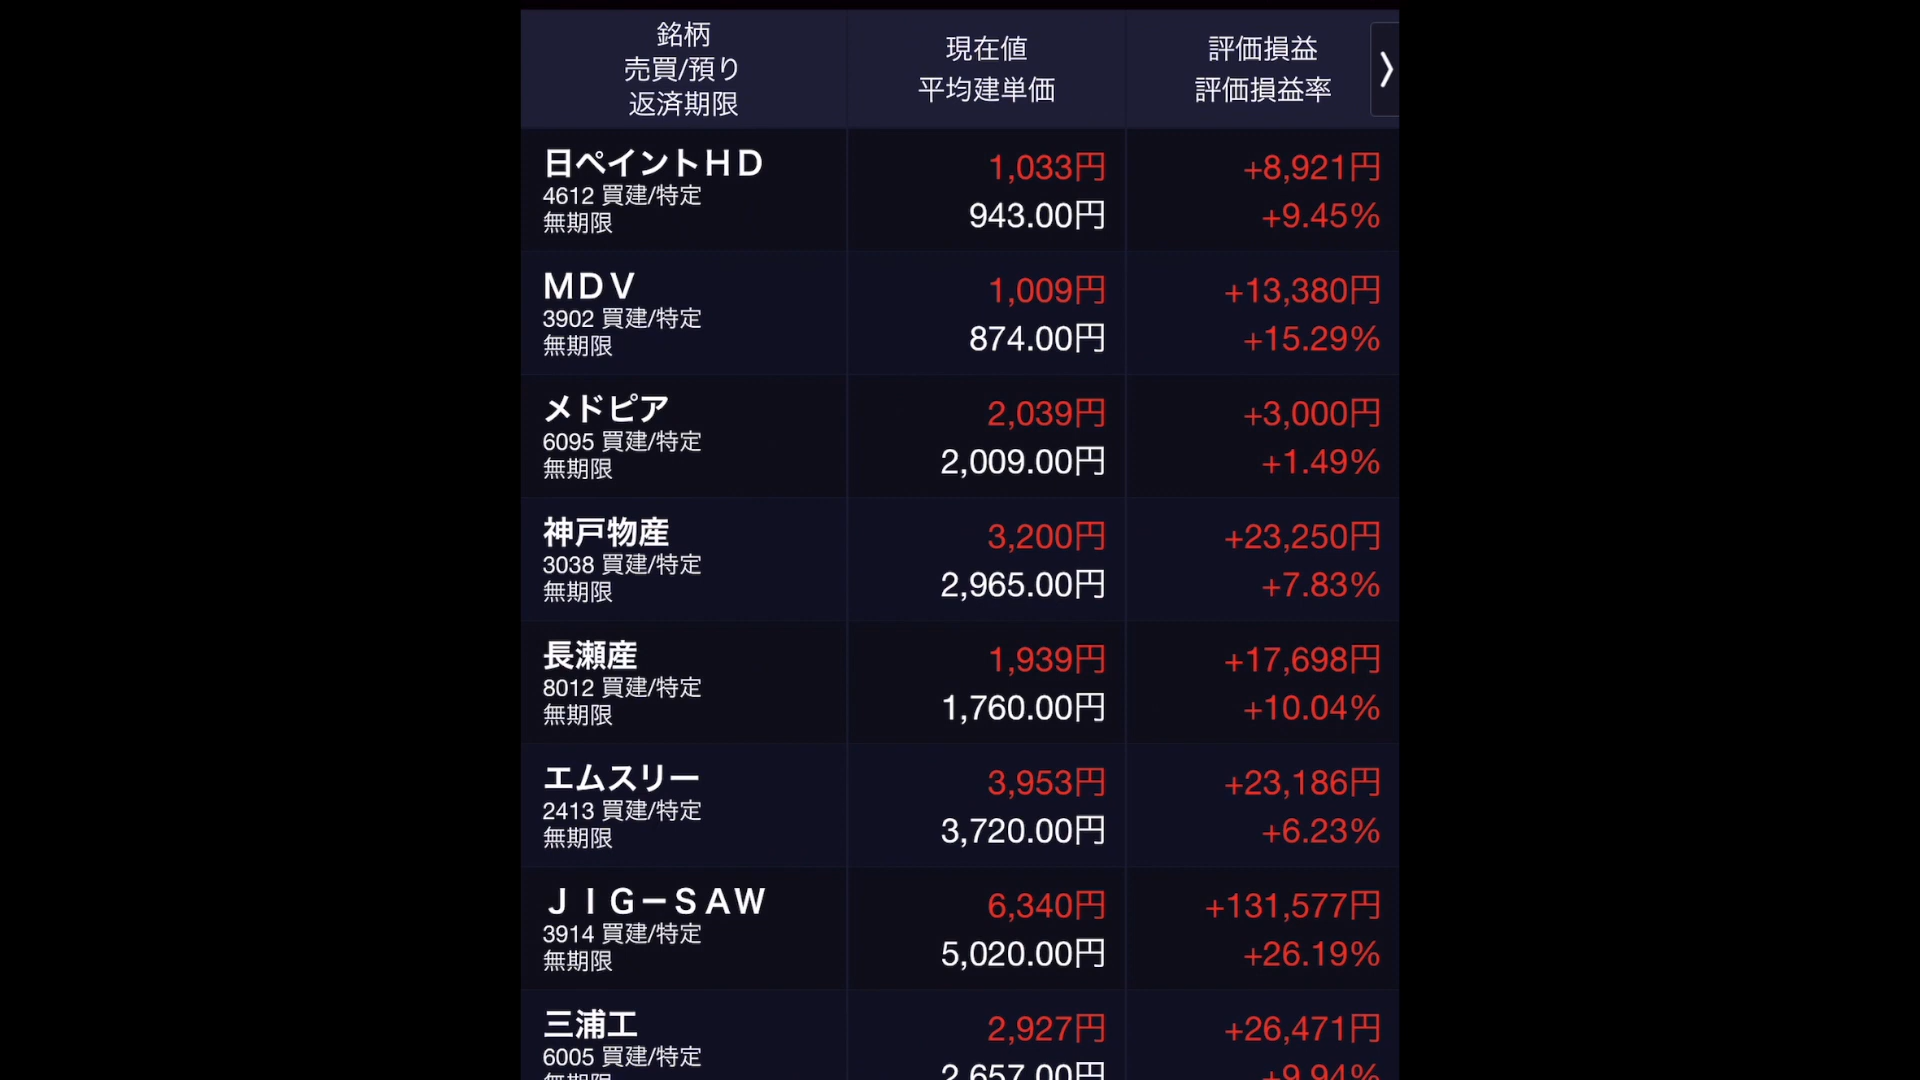 銘柄
売買/預り
返済期限
現在値
平均建単価
評価損益
評価損益率
日ペイントHD
4612 買建/特定
無期限
1,033円
943.00円
+8,921円
+9.45%
MDV
3902 買建/特定
無期限
1,009円
874.00円
+13,380円
+15.29%
メドピア
6095 買建/特定
無期限
2,039円
2,009.00円
+3,000円
+1.49%
神戸物産
3038 買建/特定
無期限
3,200円
2,965.00円
+23,250円
+7.83%
長瀬産
8012 買建/特定
無期限
1,939円
1,760.00円
+17,698円
+10.04%
エムスリー
2413 買建/特定
無期限
3,953円
3,720.00円
+23,186円
+6.23%
JIG-SAW
3914 買建/特定
無期限
6,340円
5,020.00円
+131,577円
+26.19%
三浦工
6005 買建/特定
無期限
2,927円
2,657.00円
+26,471円
+9.94%